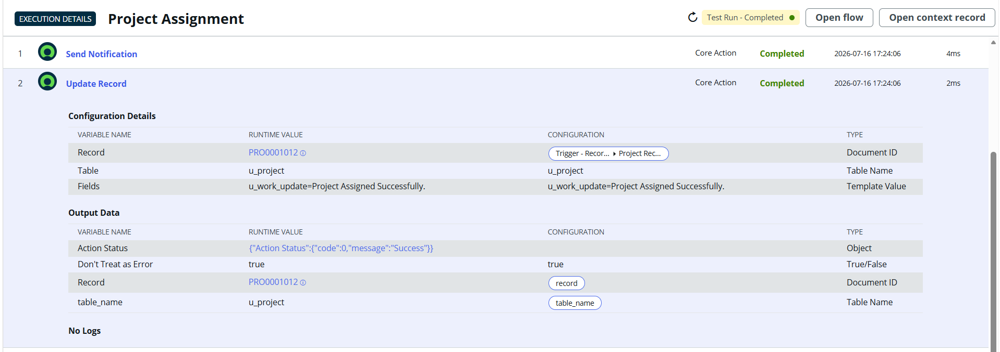 EXECUTION DETAILS Project Assignment Test Run - Completed Open flow Open context record
1 Send Notification Core Action Completed 2026-07-16 17:24:06 4ms
2 Update Record Core Action Completed 2026-07-16 17:24:06 2ms
Configuration Details
VARIABLE NAME RUNTIME VALUE CONFIGURATION TYPE
Record PRO0001012 Trigger - Recor... Project Rec... Document ID
Table u_project u_project Table Name
Fields u_work_update=Project Assigned Successfully. u_work_update=Project Assigned Successfully. Template Value
Output Data
VARIABLE NAME RUNTIME VALUE CONFIGURATION TYPE
Action Status {"Action Status":{"code":0,"message":"Success"}} Object
Don't Treat as Error true true True/False
Record PRO0001012 record Document ID
table_name u_project table_name Table Name
No Logs